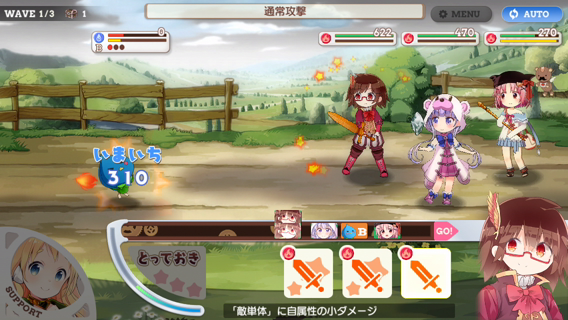 WAVE 1/3 1
通常攻撃
MENU
AUTO
B 0
622
470
270
いまいち
310
B
GO!
とっておき
SUPPORT
「敵単体」に自属性の小ダメージ